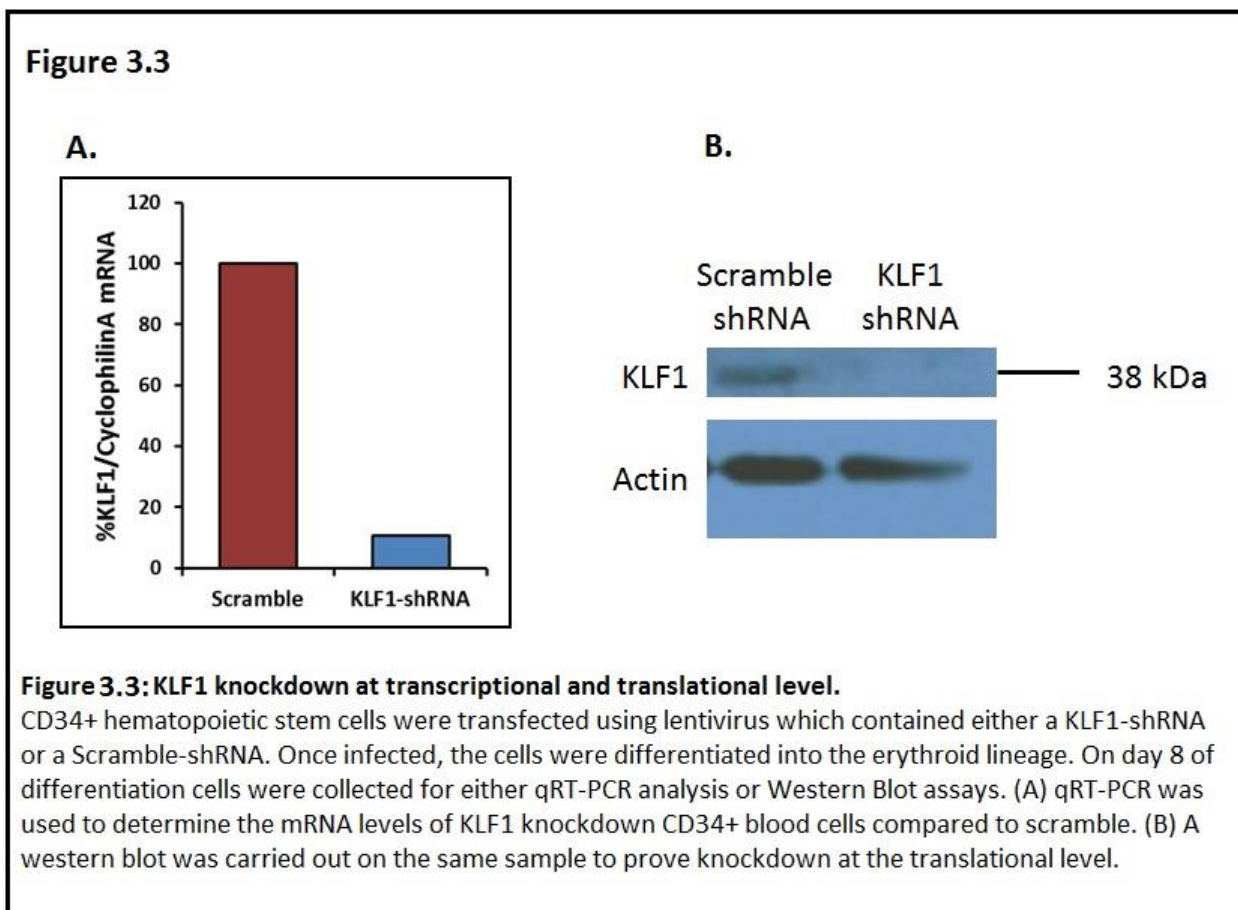 Figure 3.3
A.
%KLF1/CyclophilinA mRNA
120
100
80
60
40
20
0
Scramble
KLF1-shRNA
B.
Scramble shRNA
KLF1 shRNA
KLF1
38 kDa
Actin
Figure 3.3: KLF1 knockdown at transcriptional and translational level.
CD34+ hematopoietic stem cells were transfected using lentivirus which contained either a KLF1-shRNA
or a Scramble-shRNA. Once infected, the cells were differentiated into the erythroid lineage. On day 8 of
differentiation cells were collected for either qRT-PCR analysis or Western Blot assays. (A) qRT-PCR was
used to determine the mRNA levels of KLF1 knockdown CD34+ blood cells compared to scramble. (B) A
western blot was carried out on the same sample to prove knockdown at the translational level.